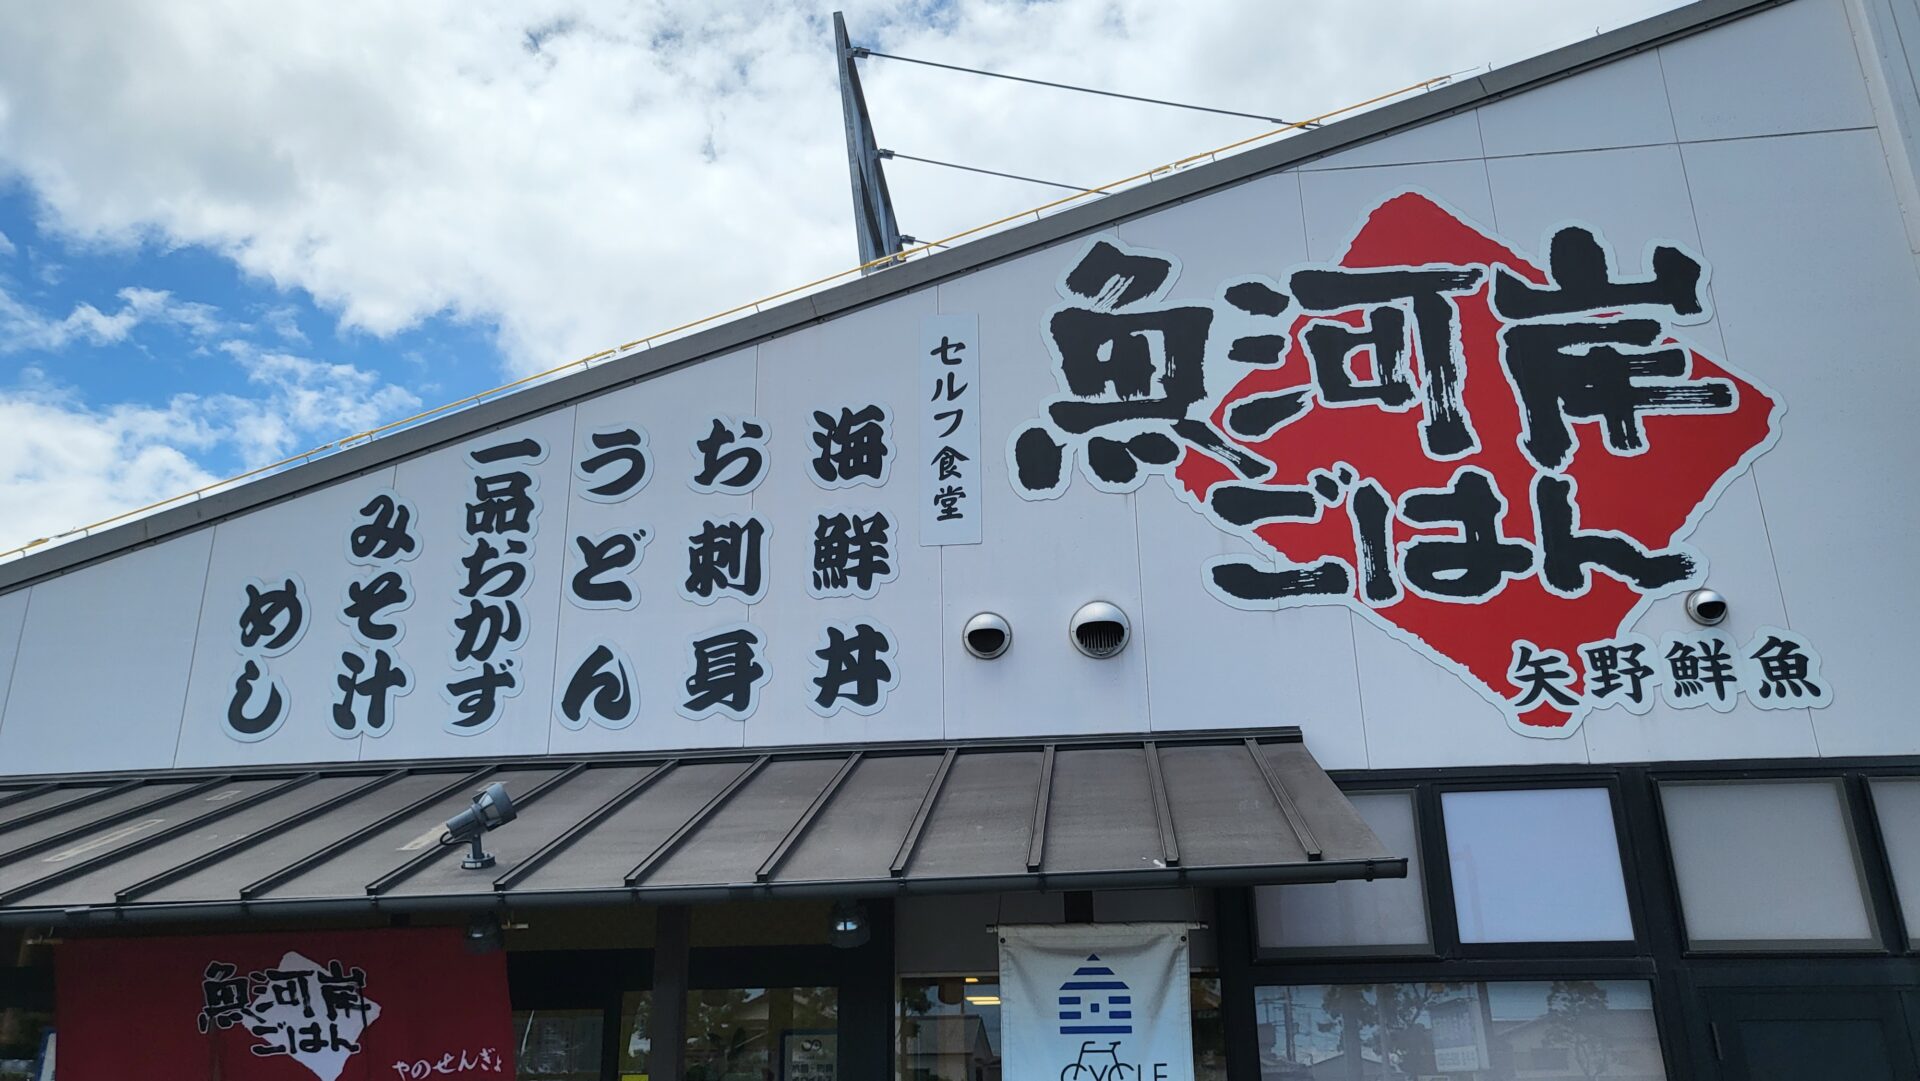 魚河岸
ごはん
矢野鮮魚
セルフ食堂
海鮮丼
お刺身
うどん
一品おかず
みそ汁
めし
魚河岸
ごはん
やのせんぎょ
CYCLE